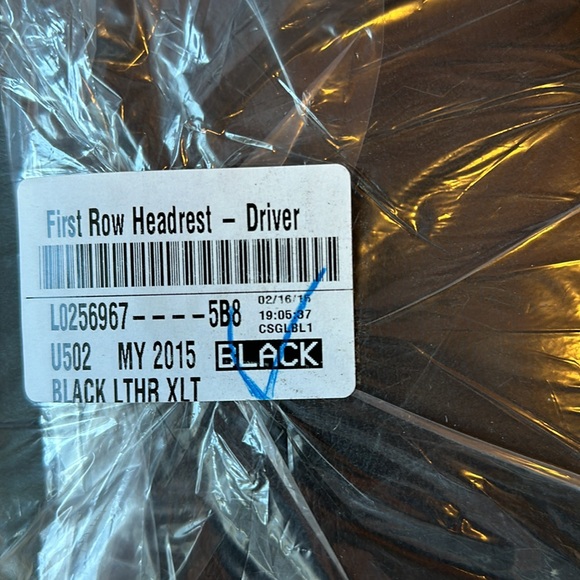 First Row Headrest - Driver
L0256967----5B8
02/16/15
19:05:37
CSGLBL1
U502 MY 2015 BLACK
BLACK LTHR XLT